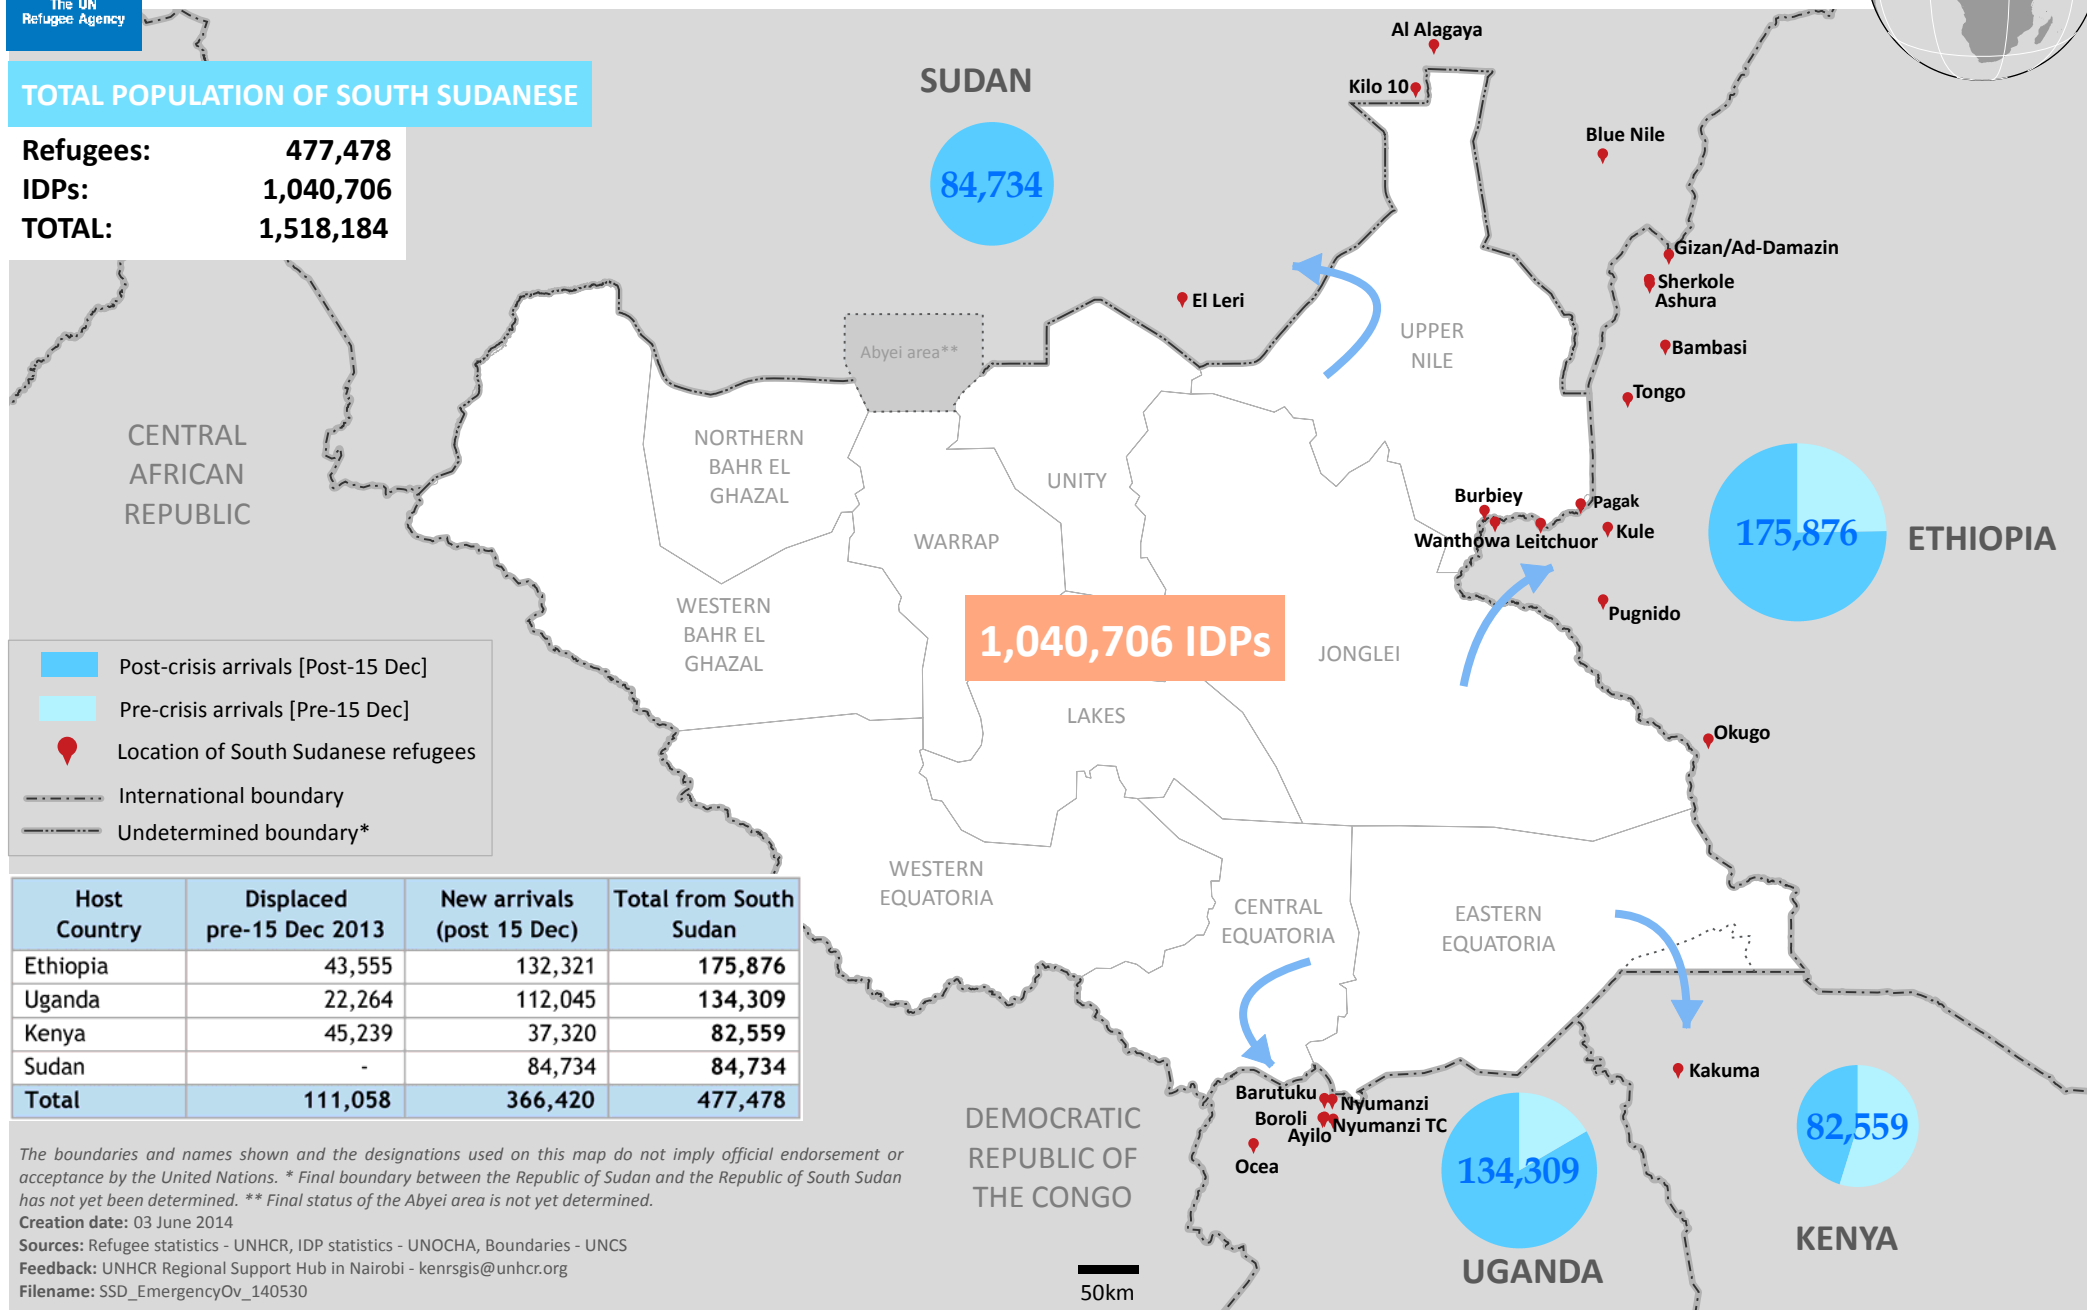 The UN
Refugee Agency
TOTAL POPULATION OF SOUTH SUDANESE
Refugees: 477,478
IDPs: 1,040,706
TOTAL: 1,518,184
SUDAN
84,734
Al Alagaya
Kilo 10
Blue Nile
Gizan/Ad-Damazin
Sherkole
Ashura
Bambasi
Tongo
El Leri
UPPER
NILE
Abyei area**
CENTRAL
AFRICAN
REPUBLIC
NORTHERN
BAHR EL
GHAZAL
UNITY
WARRAP
WESTERN
BAHR EL
GHAZAL
1,040,706 IDPs
JONGLEI
LAKES
Burbiey
Pagak
Wanthowa
Leitchuor
Kule
Pugnido
Okugo
175,876
ETHIOPIA
Post-crisis arrivals [Post-15 Dec]
Pre-crisis arrivals [Pre-15 Dec]
Location of South Sudanese refugees
International boundary
Undetermined boundary*
WESTERN
EQUATORIA
CENTRAL
EQUATORIA
EASTERN
EQUATORIA
Host Country | Displaced pre-15 Dec 2013 | New arrivals (post 15 Dec) | Total from South Sudan
Ethiopia 43,555 132,321 175,876
Uganda 22,264 112,045 134,309
Kenya 45,239 37,320 82,559
Sudan - 84,734 84,734
Total 111,058 366,420 477,478
Barutuku
Nyumanzi
Boroli
Nyumanzi TC
Ayilo
Ocea
Kakuma
DEMOCRATIC
REPUBLIC OF
THE CONGO
134,309
UGANDA
82,559
KENYA
50km
The boundaries and names shown and the designations used on this map do not imply official endorsement or
acceptance by the United Nations. * Final boundary between the Republic of Sudan and the Republic of South Sudan
has not yet been determined. ** Final status of the Abyei area is not yet determined.
Creation date: 03 June 2014
Sources: Refugee statistics - UNHCR, IDP statistics - UNOCHA, Boundaries - UNCS
Feedback: UNHCR Regional Support Hub in Nairobi - kenrsgis@unhcr.org
Filename: SSD_EmergencyOv_140530